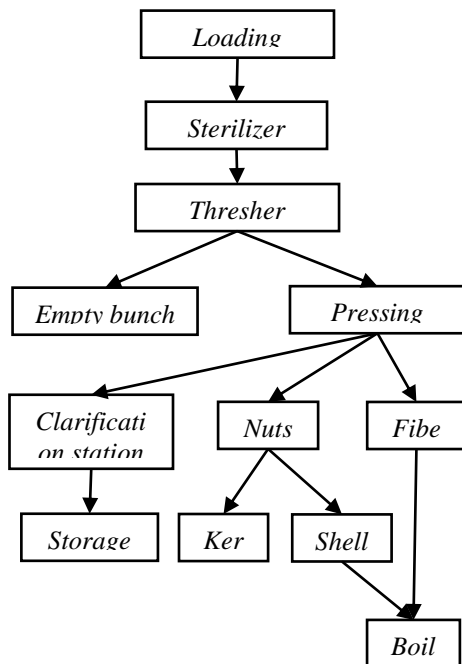 Loading
Sterilizer
Thresher
Empty bunch
Pressing
Clarificati
on station
Nuts
Fibe
Storage
Ker
Shell
Boil